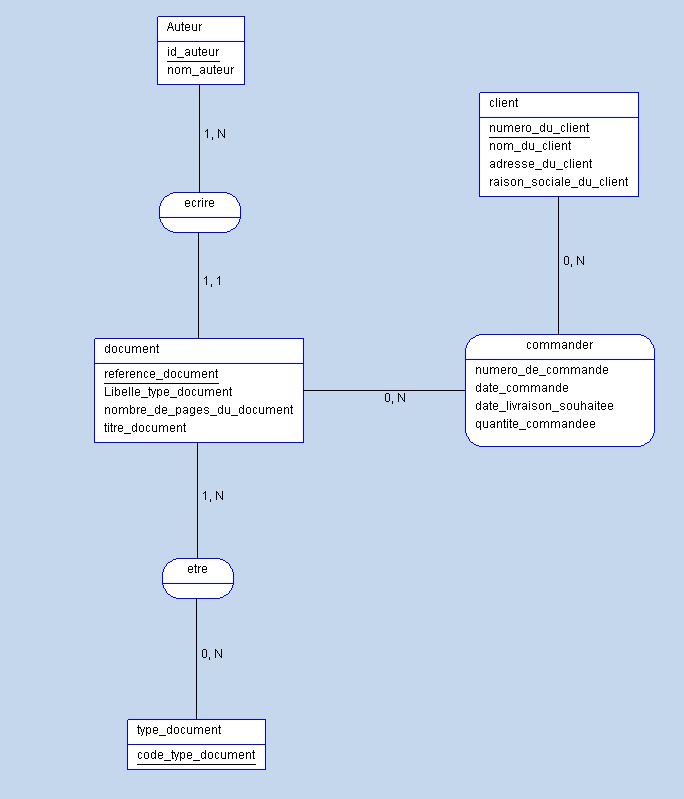 Auteur
id_auteur
nom_auteur
1, N
ecrire
1, 1
client
numero_du_client
nom_du_client
adresse_du_client
raison_sociale_du_client
0, N
document
reference_document
Libelle_type_document
nombre_de_pages_du_document
titre_document
0, N
commander
numero_de_commande
date_commande
date_livraison_souhaitee
quantite_commandee
1, N
etre
0, N
type_document
code_type_document